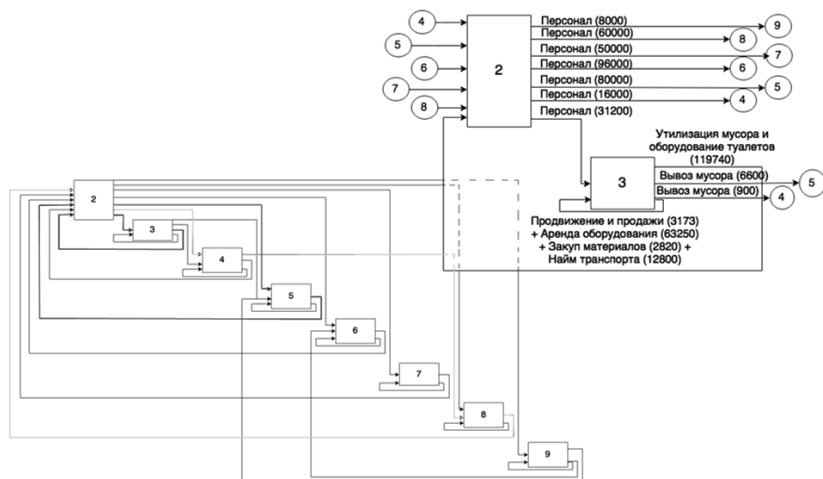 4
5
6
7
8
2
Персонал (8000)
Персонал (60000)
Персонал (50000)
Персонал (96000)
Персонал (80000)
Персонал (16000)
Персонал (31200)
9
8
7
6
5
4
3
Утилизация мусора и
оборудование туалетов
(119740)
Вывоз мусора (6600)
Вывоз мусора (900)
5
4
Продвижение и продажи (3173)
+ Аренда оборудования (63250)
+ Закуп материалов (2820) +
Найм транспорта (12800)
2
3
4
5
6
7
8
9